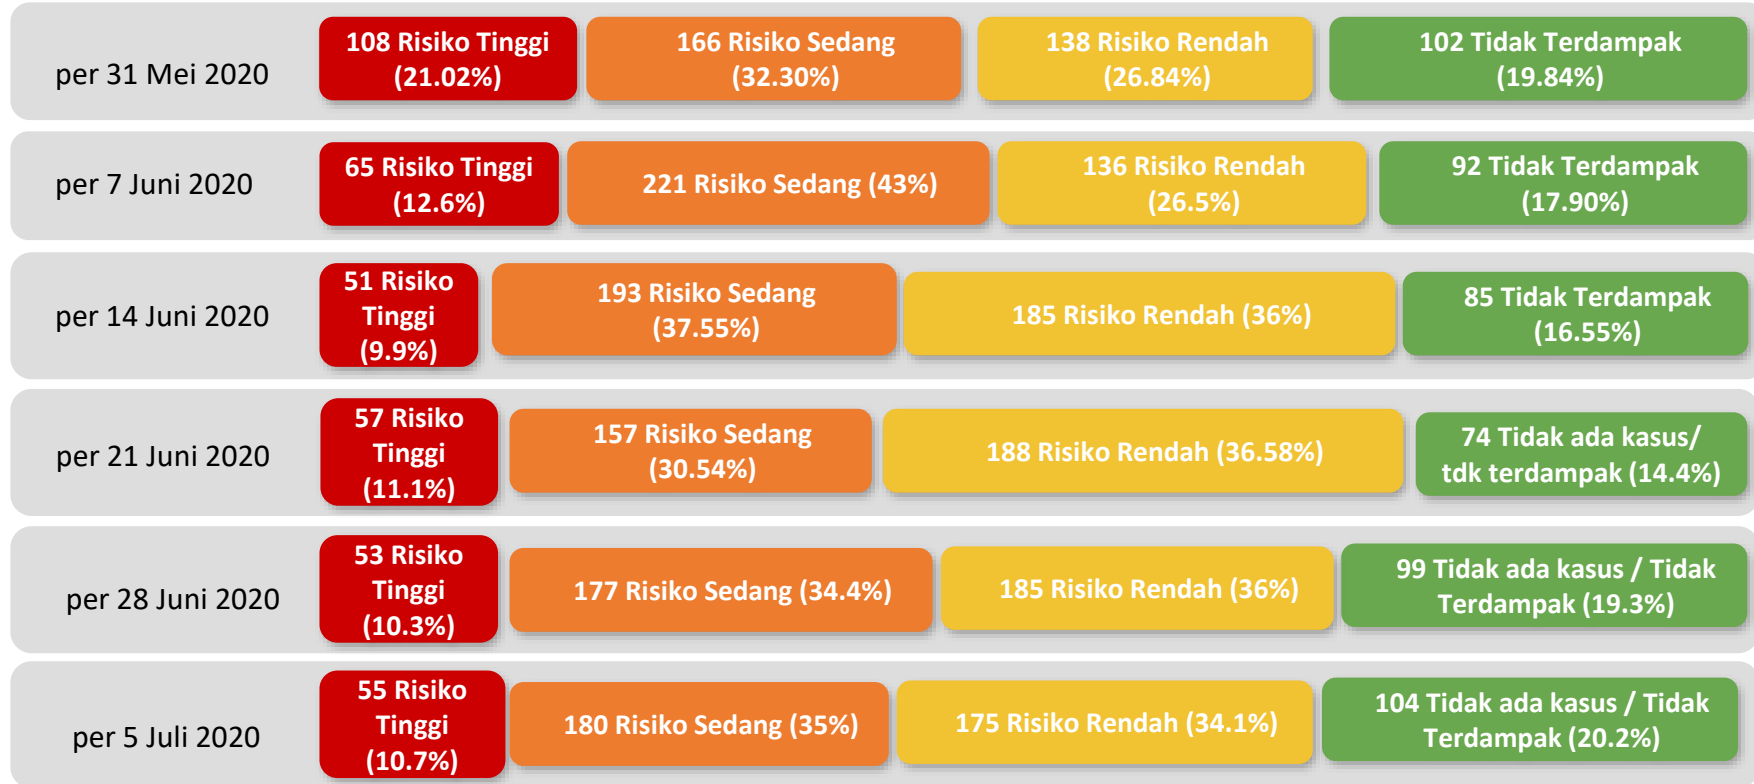 per 31 Mei 2020
108 Risiko Tinggi
(21.02%)
166 Risiko Sedang
(32.30%)
138 Risiko Rendah
(26.84%)
102 Tidak Terdampak
(19.84%)
per 7 Juni 2020
65 Risiko Tinggi
(12.6%)
221 Risiko Sedang (43%)
136 Risiko Rendah
(26.5%)
92 Tidak Terdampak
(17.90%)
per 14 Juni 2020
51 Risiko
Tinggi
(9.9%)
193 Risiko Sedang
(37.55%)
185 Risiko Rendah (36%)
85 Tidak Terdampak
(16.55%)
per 21 Juni 2020
57 Risiko
Tinggi
(11.1%)
157 Risiko Sedang
(30.54%)
188 Risiko Rendah (36.58%)
74 Tidak ada kasus/
tdk terdampak (14.4%)
per 28 Juni 2020
53 Risiko
Tinggi
(10.3%)
177 Risiko Sedang (34.4%)
185 Risiko Rendah (36%)
99 Tidak ada kasus / Tidak
Terdampak (19.3%)
per 5 Juli 2020
55 Risiko
Tinggi
(10.7%)
180 Risiko Sedang (35%)
175 Risiko Rendah (34.1%)
104 Tidak ada kasus / Tidak
Terdampak (20.2%)